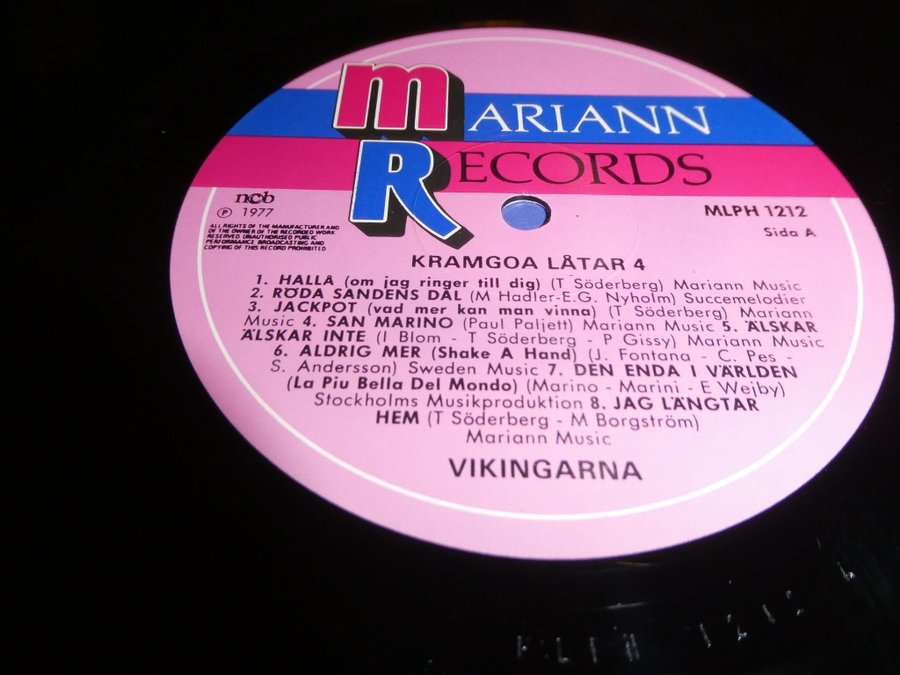 MARIANN
RECORDS
ncb
Ⓟ 1977
ALL RIGHTS OF THE MANUFACTURER AND
OF THE OWNER OF THE RECORDED WORK
RESERVED UNAUTHORISED PUBLIC
PERFORMANCE BROADCASTING AND
COPYING OF THIS RECORD PROHIBITED
MLPH 1212
Sida A
KRAMGOA LÅTAR 4
1. HALLÅ (om jag ringer till dig) (T Söderberg) Mariann Music
2. RÖDA SANDENS DAL (M Hadler-E.G. Nyholm) Succemelodier
3. JACKPOT (vad mer kan man vinna) (T Söderberg) Mariann
Music 4. SAN MARINO (Paul Paljett) Mariann Music 5. ÄLSKAR
ÄLSKAR INTE (I Blom - T Söderberg - P Gissy) Mariann Music
6. ALDRIG MER (Shake A Hand) (J. Fontana - C. Pes -
S. Andersson) Sweden Music 7. DEN ENDA I VÄRLDEN
(La Piu Bella Del Mondo) (Marino - Marini - E Wejby)
Stockholms Musikproduktion 8. JAG LÄNGTAR
HEM (T Söderberg - M Borgström)
Mariann Music
VIKINGARNA
1212